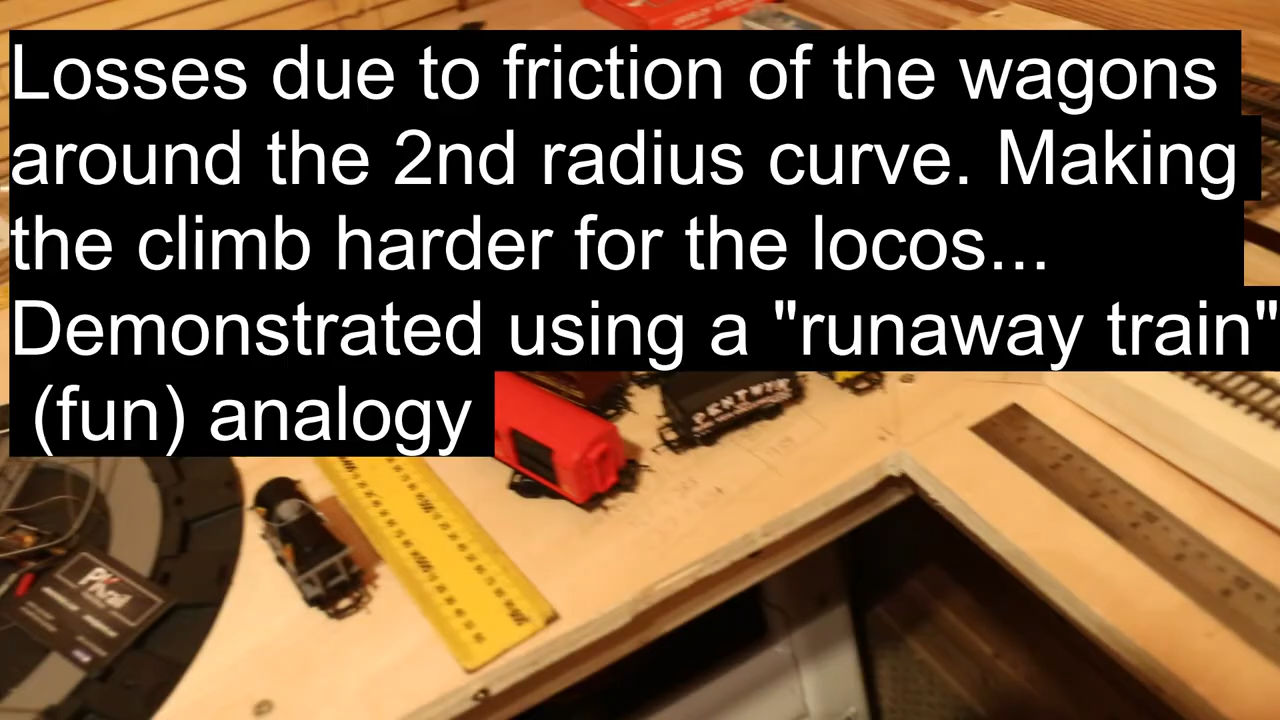 Losses due to friction of the wagons
around the 2nd radius curve. Making
the climb harder for the locos...
Demonstrated using a "runaway train"
(fun) analogy